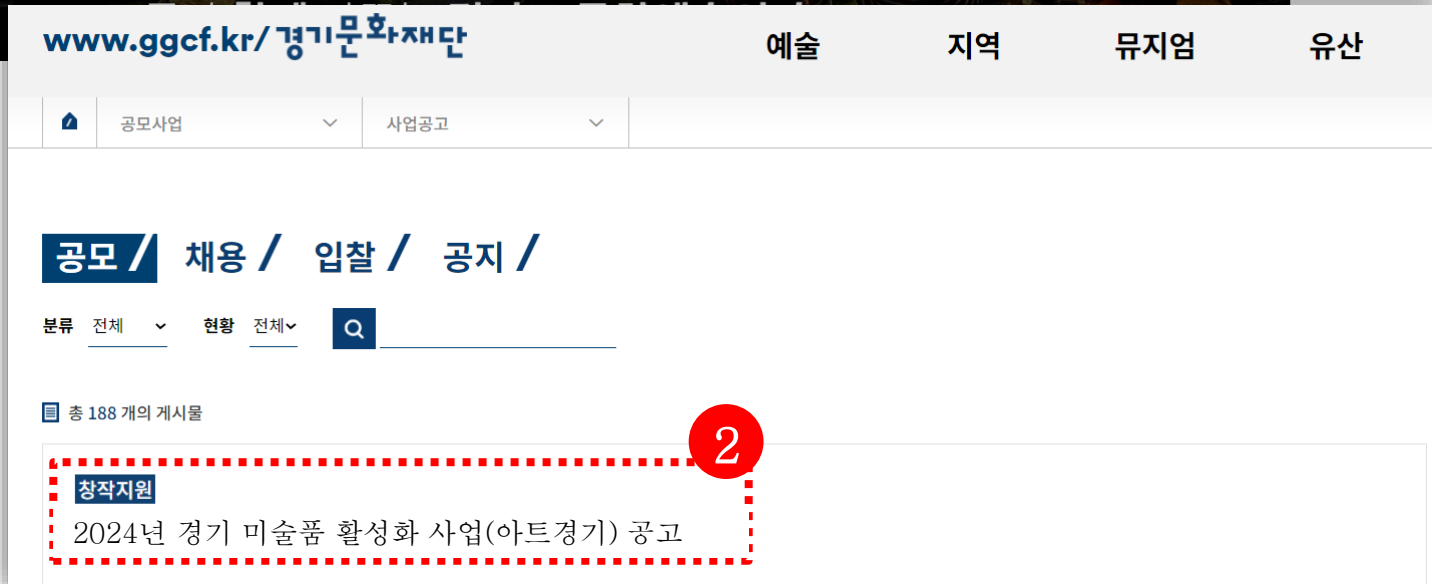 www.ggcf.kr/경기문화재단 예술 지역 뮤지엄 유산
공모사업 사업공고
공모 / 채용 / 입찰 / 공지 /
분류 전체 현황 전체
총 188 개의 게시물
2
창작지원
2024년 경기 미술품 활성화 사업(아트경기) 공고